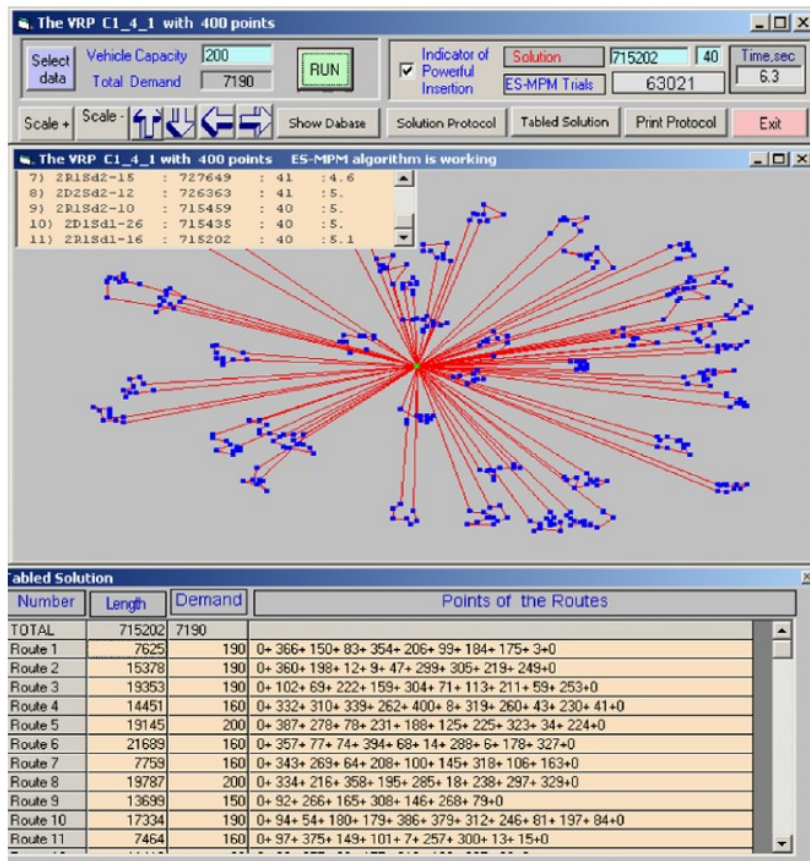 The VRP C1_4_1 with 400 points
Select data
Vehicle Capacity 200
Total Demand 7190
RUN
Indicator of Powerful Insertion
Solution 715202 40
ES-MPM Trials 63021
Time,sec
6.3
Scale + Scale - Show Dabase Solution Protocol Tabled Solution Print Protocol Exit
The VRP C1_4_1 with 400 points ES-MPM algorithm is working
7) 2R1Sd2-15 : 727649 : 41 :4.6
8) 2D2Sd2-12 : 726363 : 41 :5.
9) 2R1Sd2-10 : 715459 : 40 :5.
10) 2D1Sd1-26 : 715435 : 40 :5.
11) 2R1Sd1-16 : 715202 : 40 :5.1
Tabled Solution
Number Length Demand Points of the Routes
TOTAL 715202 7190
Route 1 7625 190 0+ 366+ 150+ 83+ 354+ 206+ 99+ 184+ 175+ 3+0
Route 2 15378 190 0+ 360+ 198+ 12+ 9+ 47+ 299+ 305+ 219+ 249+0
Route 3 19353 190 0+ 102+ 69+ 222+ 159+ 304+ 71+ 113+ 211+ 59+ 253+0
Route 4 14451 160 0+ 332+ 310+ 339+ 262+ 400+ 8+ 319+ 260+ 43+ 230+ 41+0
Route 5 19145 200 0+ 387+ 278+ 78+ 231+ 188+ 125+ 225+ 323+ 34+ 224+0
Route 6 21689 160 0+ 357+ 77+ 74+ 394+ 68+ 14+ 288+ 6+ 178+ 327+0
Route 7 7759 160 0+ 343+ 269+ 64+ 208+ 100+ 145+ 318+ 106+ 163+0
Route 8 19787 200 0+ 334+ 216+ 358+ 195+ 285+ 18+ 238+ 297+ 329+0
Route 9 13699 150 0+ 92+ 266+ 165+ 308+ 146+ 268+ 79+0
Route 10 17334 190 0+ 94+ 54+ 180+ 179+ 386+ 379+ 312+ 246+ 81+ 197+ 84+0
Route 11 7464 160 0+ 97+ 375+ 149+ 101+ 7+ 257+ 300+ 13+ 15+0